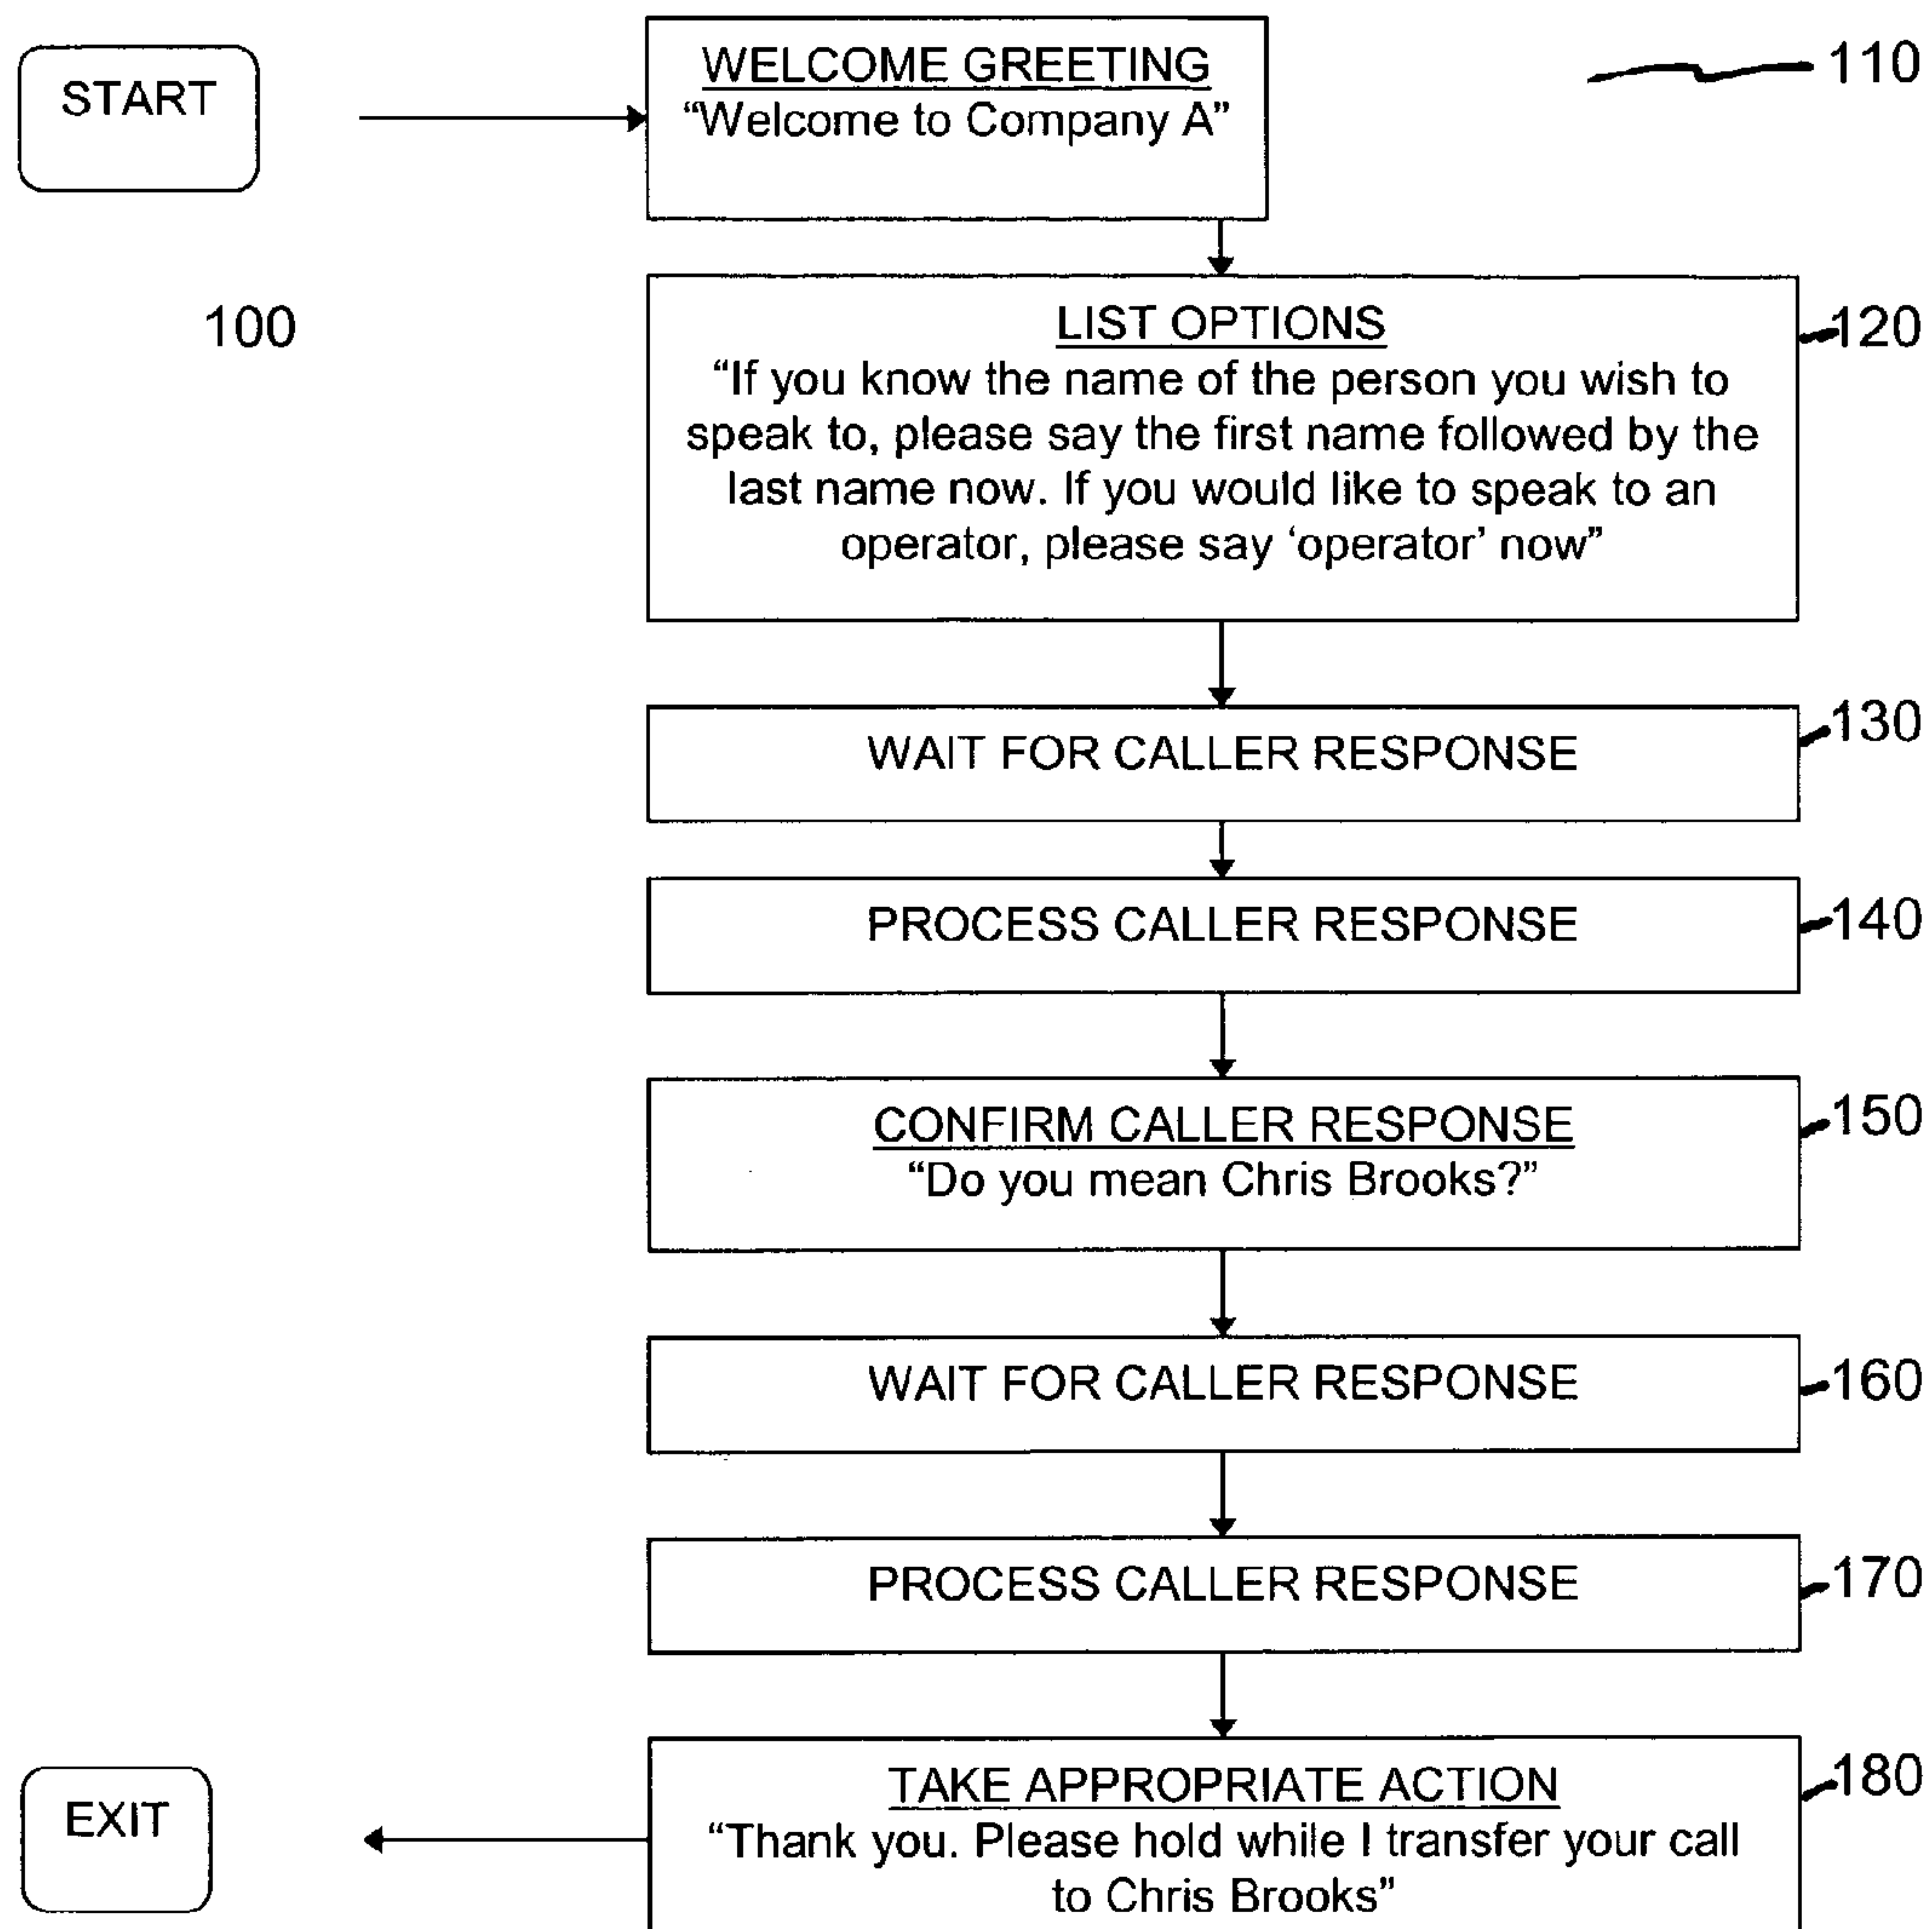 START
WELCOME GREETING
“Welcome to Company A”
110
100
LIST OPTIONS
“If you know the name of the person you wish to
speak to, please say the first name followed by the
last name now. If you would like to speak to an
operator, please say ‘operator’ now”
120
WAIT FOR CALLER RESPONSE
130
PROCESS CALLER RESPONSE
140
CONFIRM CALLER RESPONSE
“Do you mean Chris Brooks?”
150
WAIT FOR CALLER RESPONSE
160
PROCESS CALLER RESPONSE
170
TAKE APPROPRIATE ACTION
“Thank you. Please hold while I transfer your call
to Chris Brooks”
180
EXIT